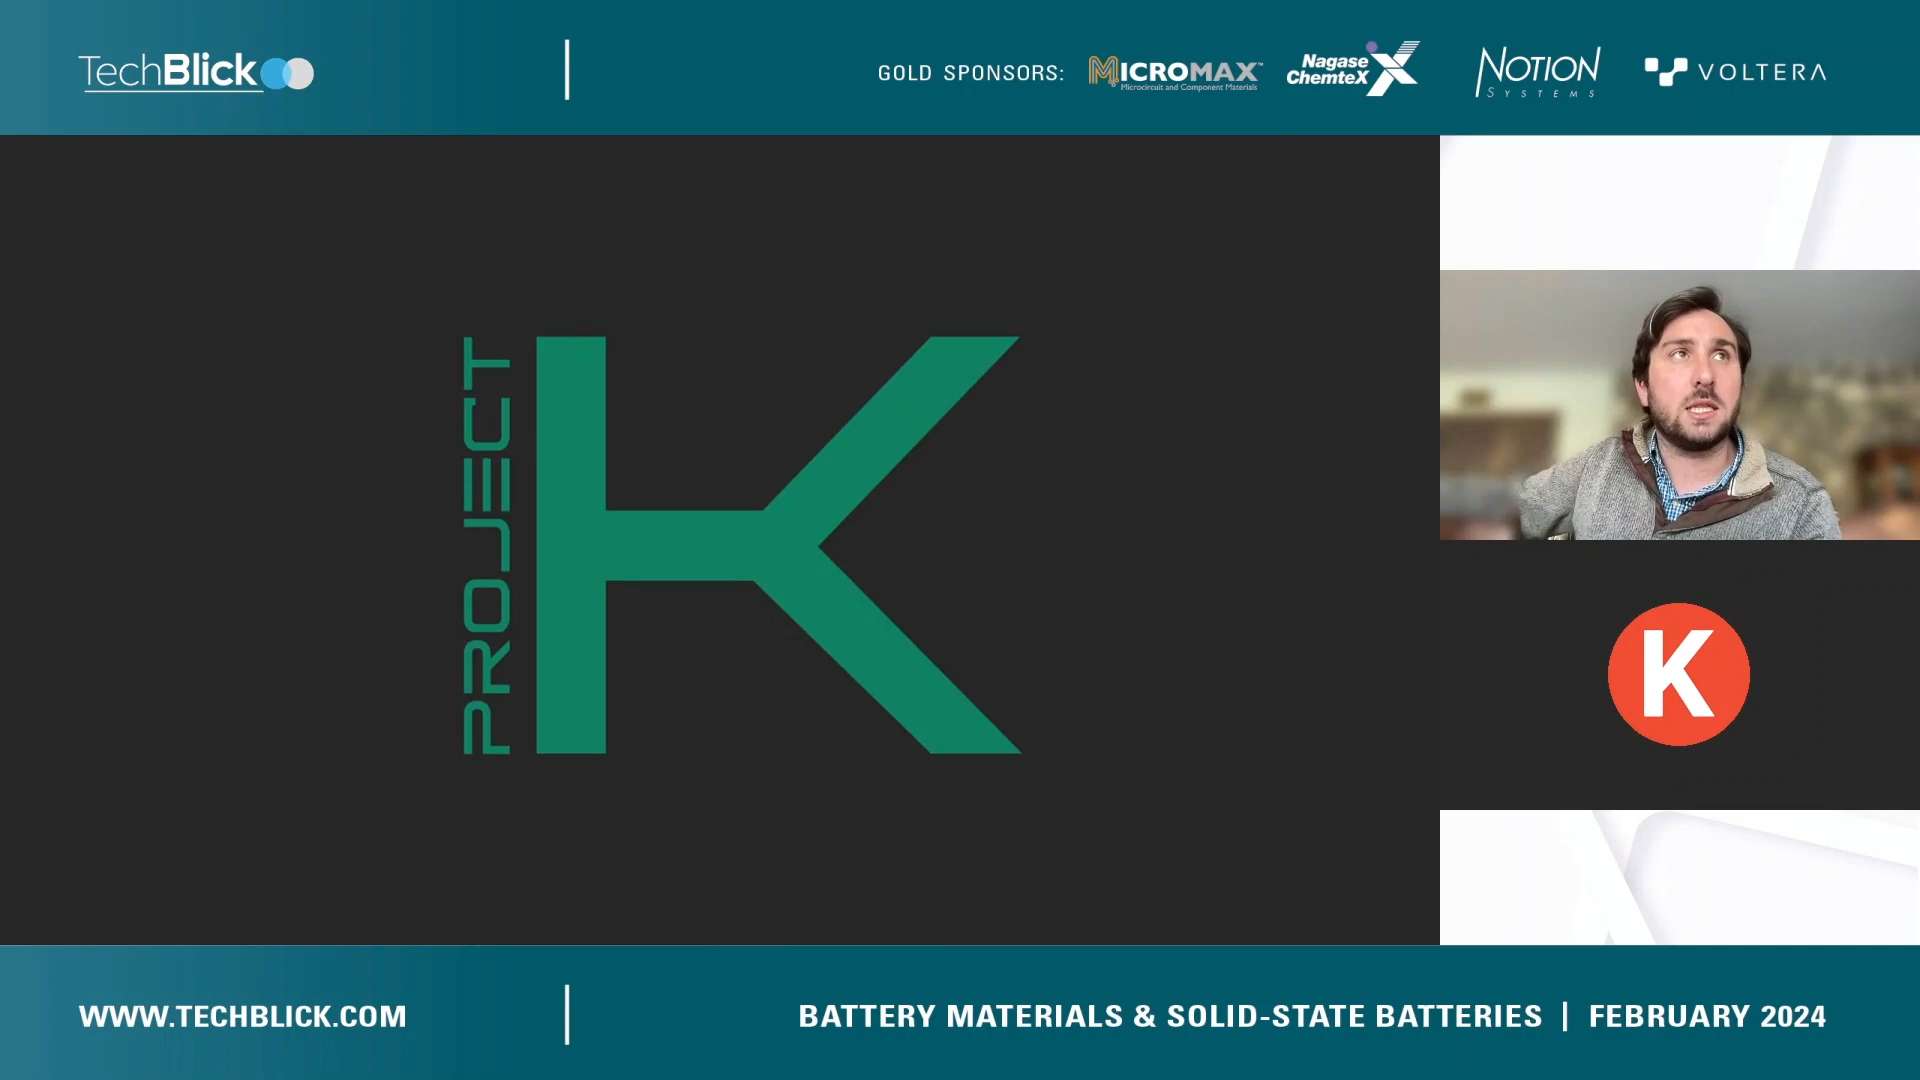 TechBlick
GOLD SPONSORS:
MICROMAX™
Microcircuit and Component Materials
Nagase
ChemteX
X
NOTION
SYSTEMS
VOLTERA
PROJECT
K
K
WWW.TECHBLICK.COM
BATTERY MATERIALS & SOLID-STATE BATTERIES | FEBRUARY 2024